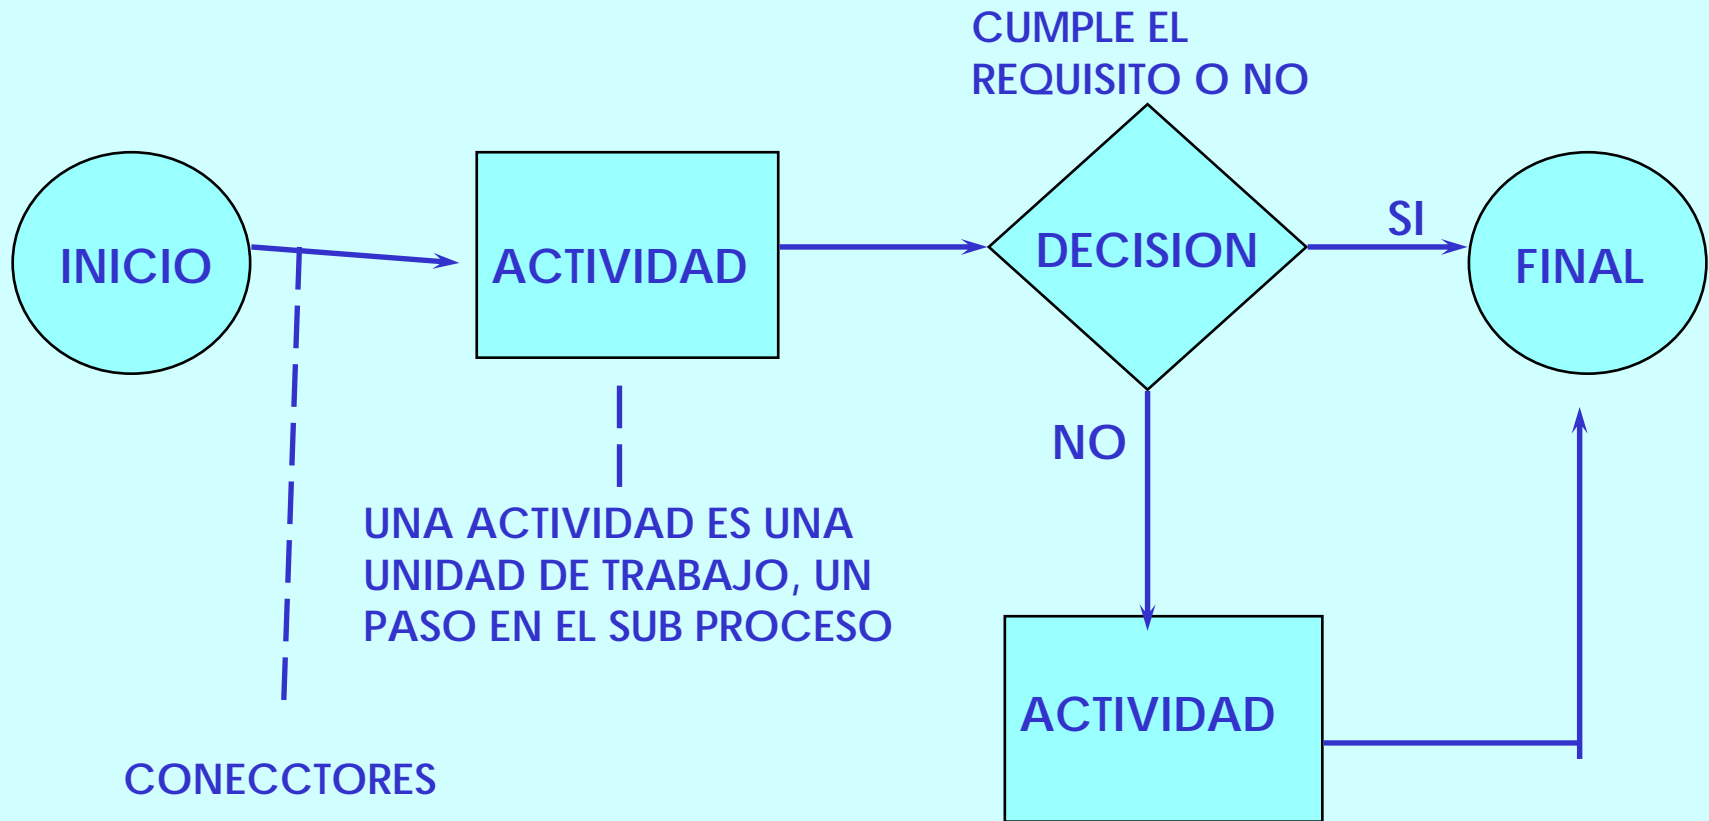 CUMPLE EL
REQUISITO O NO
INICIO
ACTIVIDAD
DECISION
SI
FINAL
NO
UNA ACTIVIDAD ES UNA
UNIDAD DE TRABAJO, UN
PASO EN EL SUB PROCESO
ACTIVIDAD
CONECCTORES